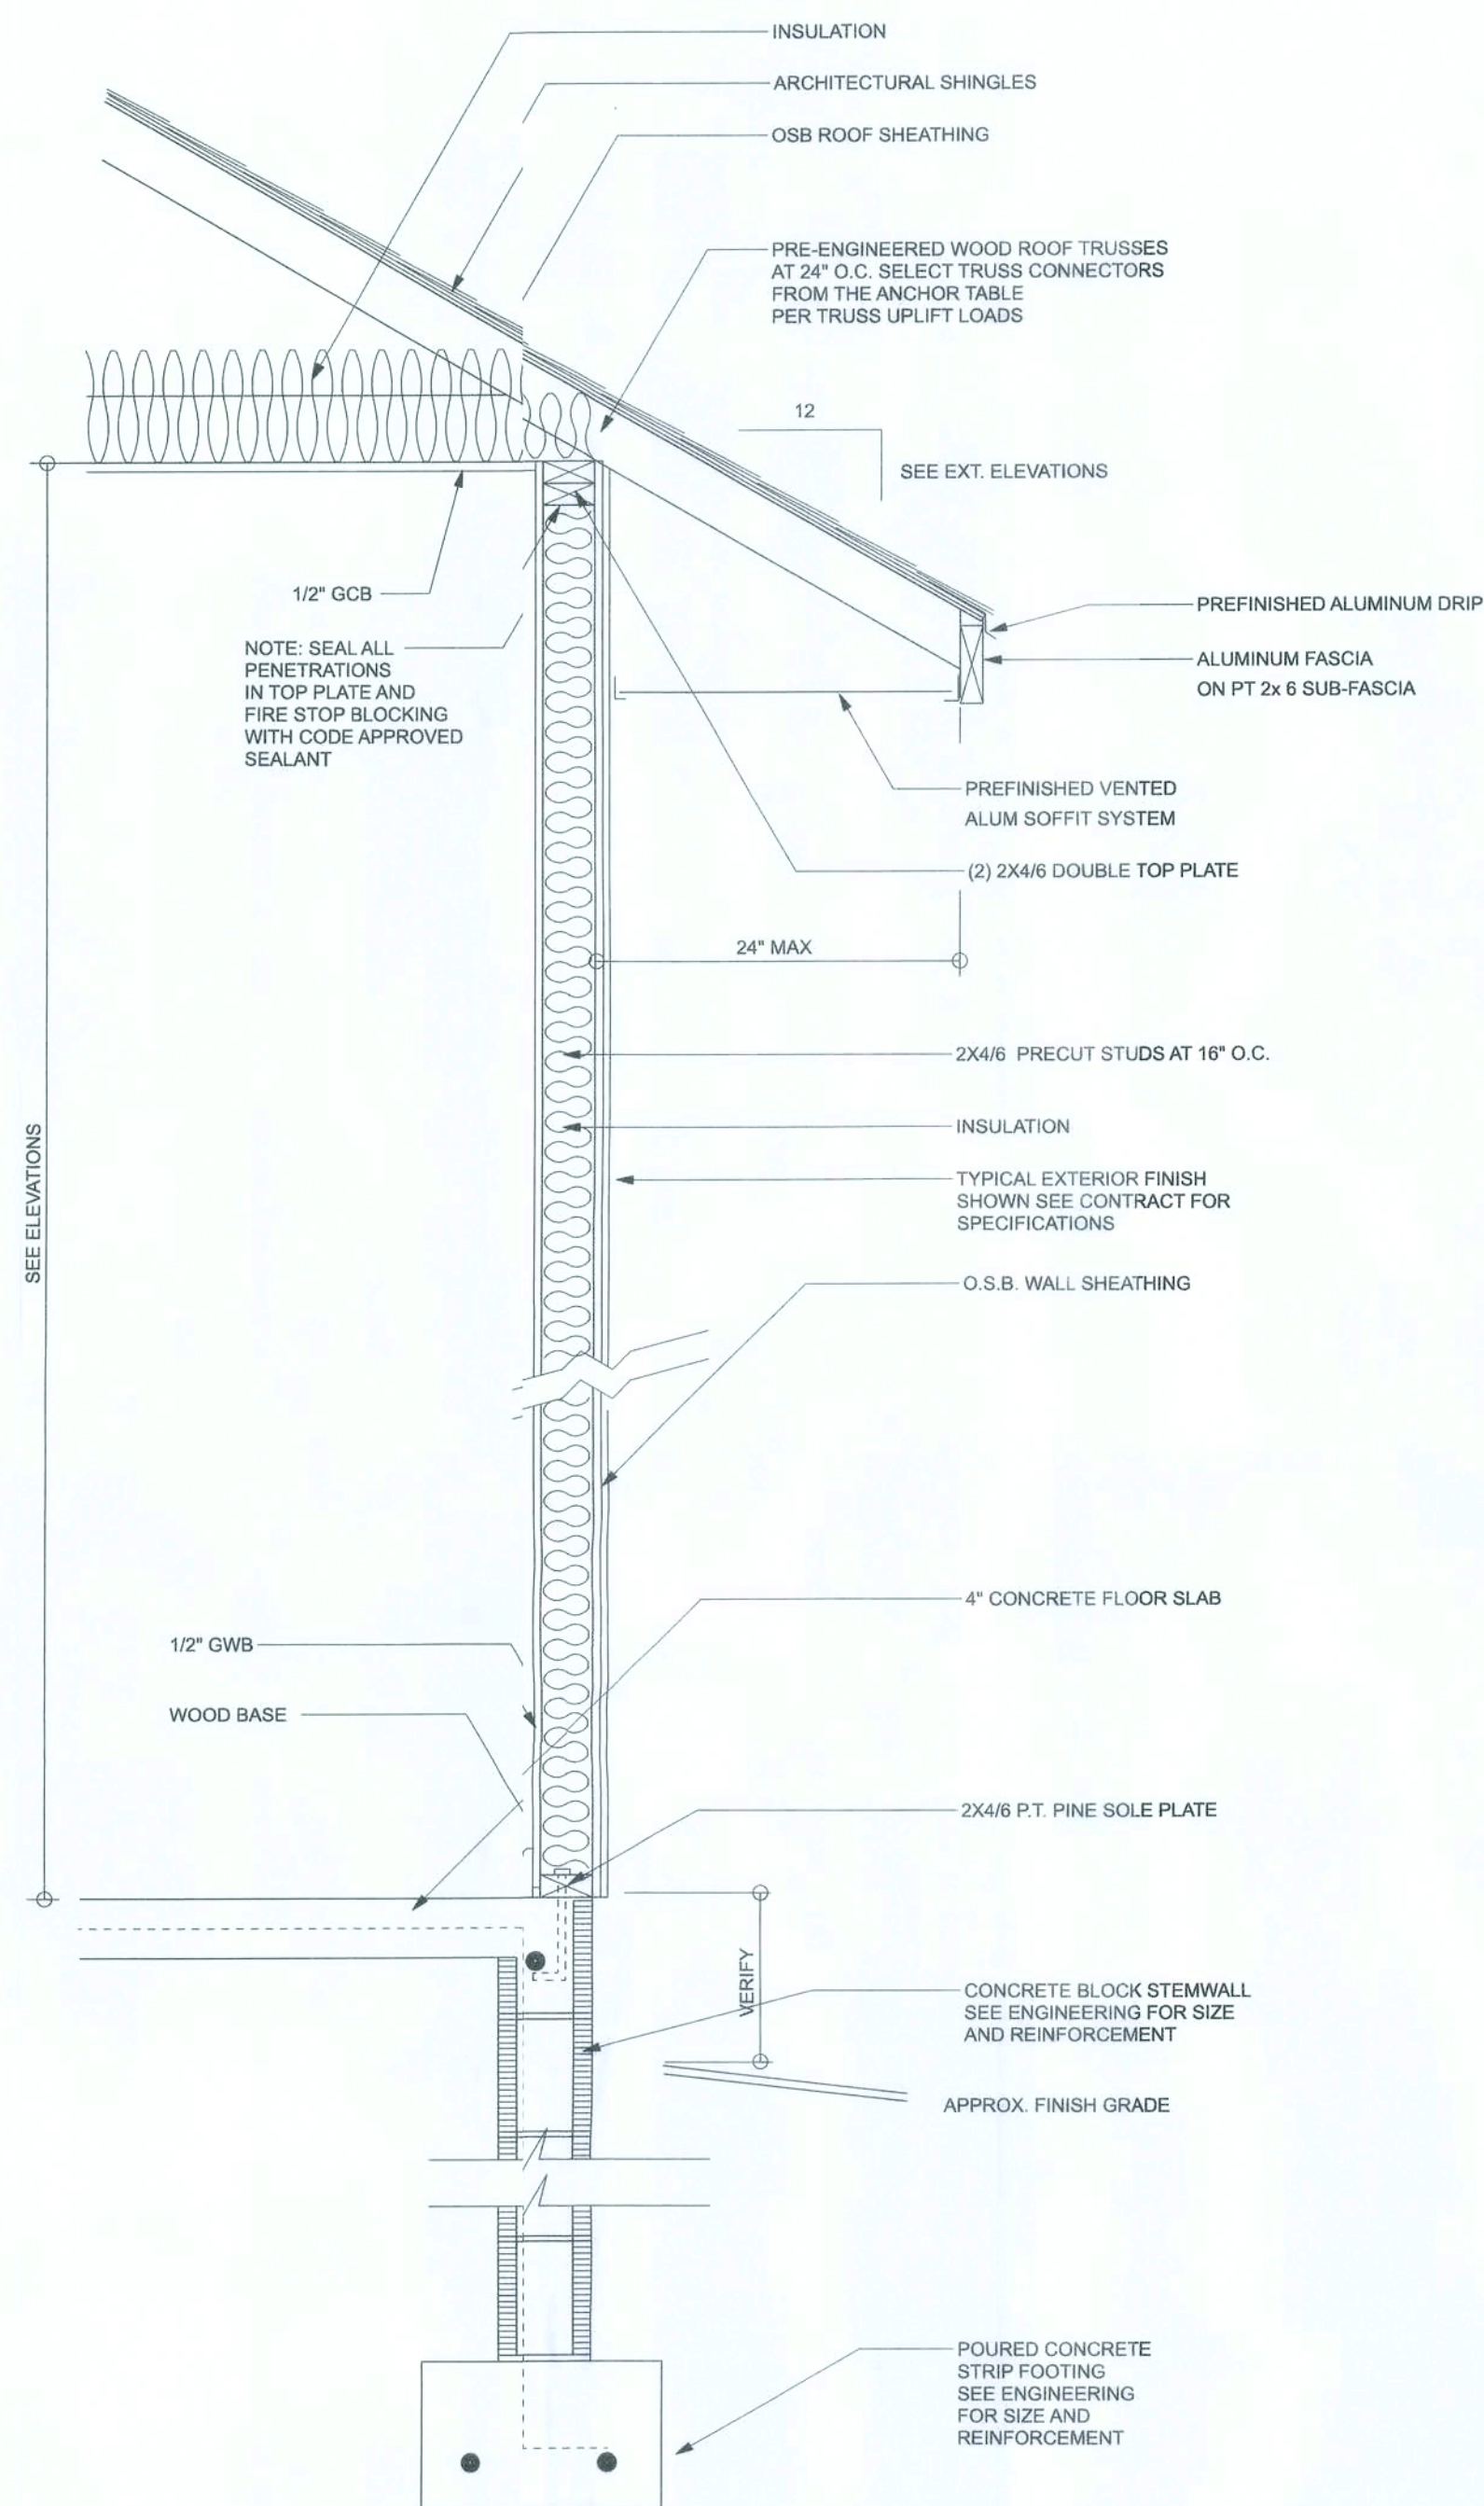 INSULATION
ARCHITECTURAL SHINGLES
OSB ROOF SHEATHING
PRE-ENGINEERED WOOD ROOF TRUSSES
AT 24" O.C. SELECT TRUSS CONNECTORS
FROM THE ANCHOR TABLE
PER TRUSS UPLIFT LOADS
12
SEE EXT. ELEVATIONS
1/2" GCB
NOTE: SEAL ALL
PENETRATIONS
IN TOP PLATE AND
FIRE STOP BLOCKING
WITH CODE APPROVED
SEALANT
PREFINISHED ALUMINUM DRIP
ALUMINUM FASCIA
ON PT 2x 6 SUB-FASCIA
PREFINISHED VENTED
ALUM SOFFIT SYSTEM
(2) 2X4/6 DOUBLE TOP PLATE
24" MAX
2X4/6 PRECUT STUDS AT 16" O.C.
INSULATION
TYPICAL EXTERIOR FINISH
SHOWN SEE CONTRACT FOR
SPECIFICATIONS
SEE ELEVATIONS
O.S.B. WALL SHEATHING
4" CONCRETE FLOOR SLAB
1/2" GWB
WOOD BASE
2X4/6 P.T. PINE SOLE PLATE
VERIFY
CONCRETE BLOCK STEMWALL
SEE ENGINEERING FOR SIZE
AND REINFORCEMENT
APPROX. FINISH GRADE
POURED CONCRETE
STRIP FOOTING
SEE ENGINEERING
FOR SIZE AND
REINFORCEMENT